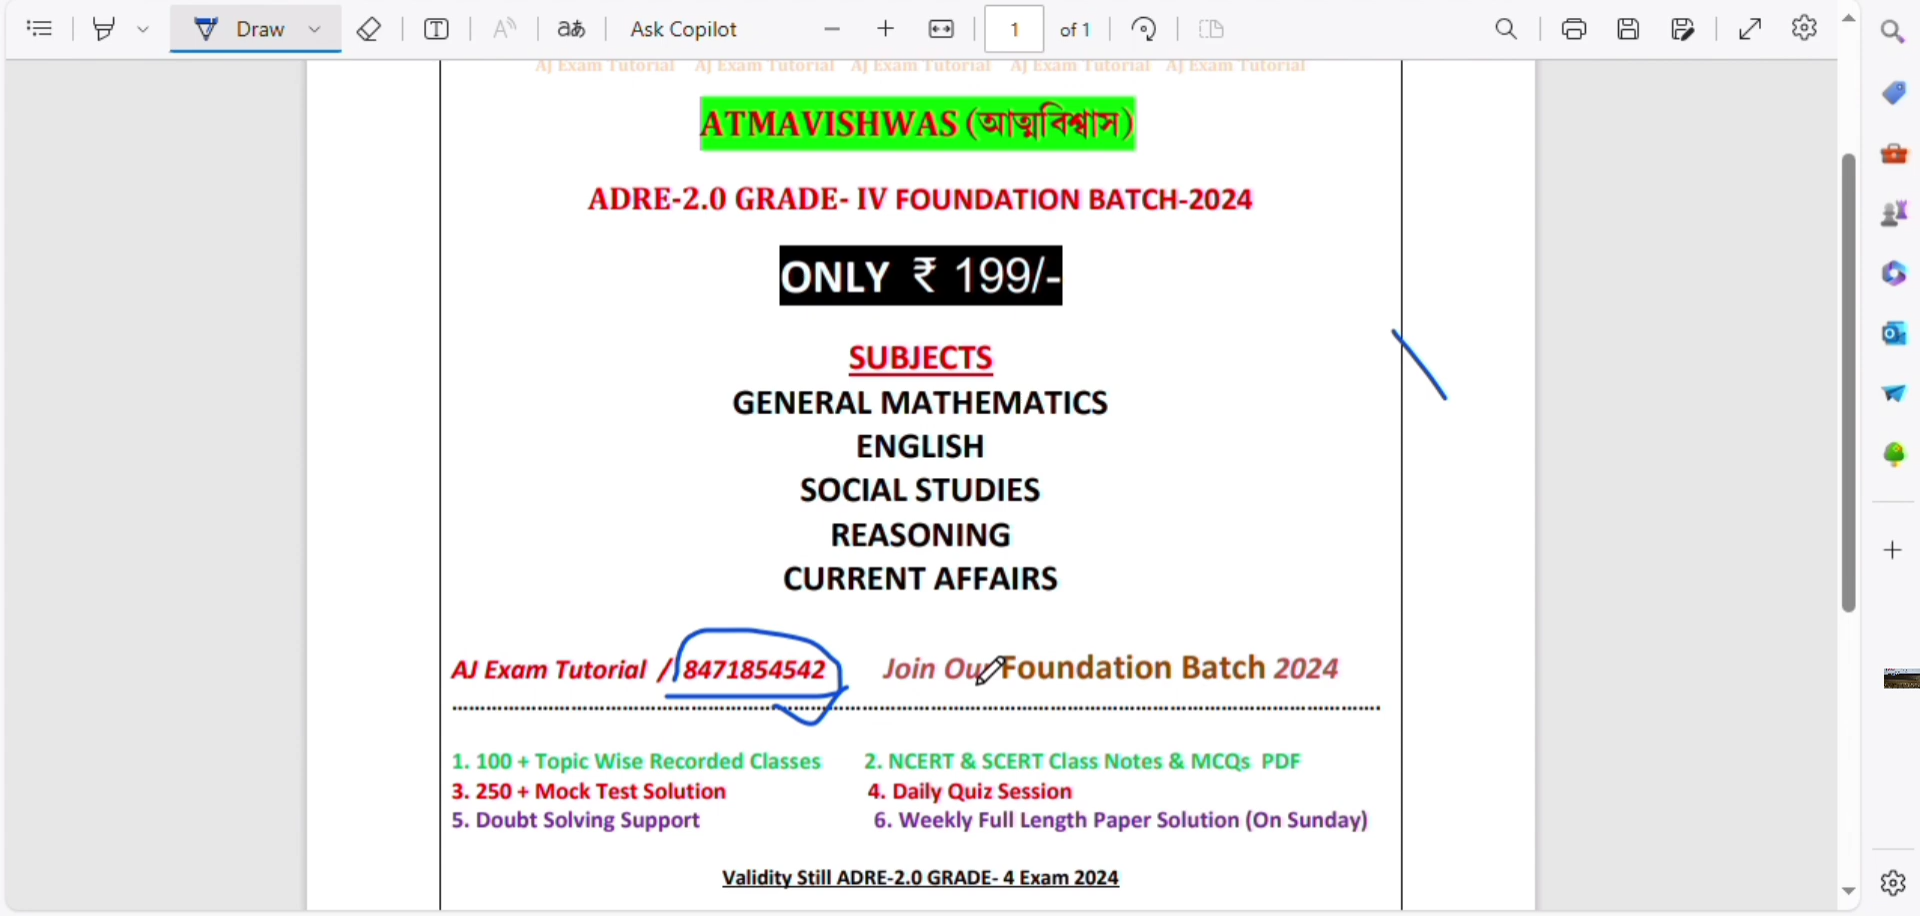 Draw
Ask Copilot
1 of 1
AJ Exam Tutorial AJ Exam Tutorial AJ Exam Tutorial AJ Exam Tutorial AJ Exam Tutorial
ATMAVISHWAS (আত্মবিশ্বাস)
ADRE-2.0 GRADE- IV FOUNDATION BATCH-2024
ONLY ₹ 199/-
SUBJECTS
GENERAL MATHEMATICS
ENGLISH
SOCIAL STUDIES
REASONING
CURRENT AFFAIRS
AJ Exam Tutorial / 8471854542 Join Our Foundation Batch 2024
1. 100 + Topic Wise Recorded Classes 2. NCERT & SCERT Class Notes & MCQs PDF
3. 250 + Mock Test Solution 4. Daily Quiz Session
5. Doubt Solving Support 6. Weekly Full Length Paper Solution (On Sunday)
Validity Still ADRE-2.0 GRADE- 4 Exam 2024